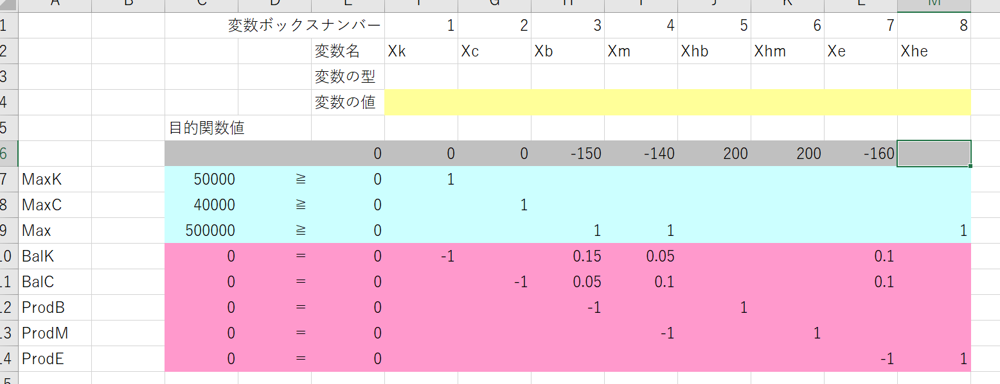 A B C D E F G H I J K L M
1 変数ボックスナンバー 1 2 3 4 5 6 7 8
2 変数名 Xk Xc Xb Xm Xhb Xhm Xe Xhe
3 変数の型
4 変数の値
5 目的関数値
6 0 0 0 -150 -140 200 200 -160
7 MaxK 50000 ≧ 0 1
8 MaxC 40000 ≧ 0 1
9 Max 500000 ≧ 0 1 1 1
10 BalK 0 = 0 -1 0.15 0.05 0.1
11 BalC 0 = 0 -1 0.05 0.1 0.1
12 ProdB 0 = 0 -1 1
13 ProdM 0 = 0 -1 1
14 ProdE 0 = 0 -1 1